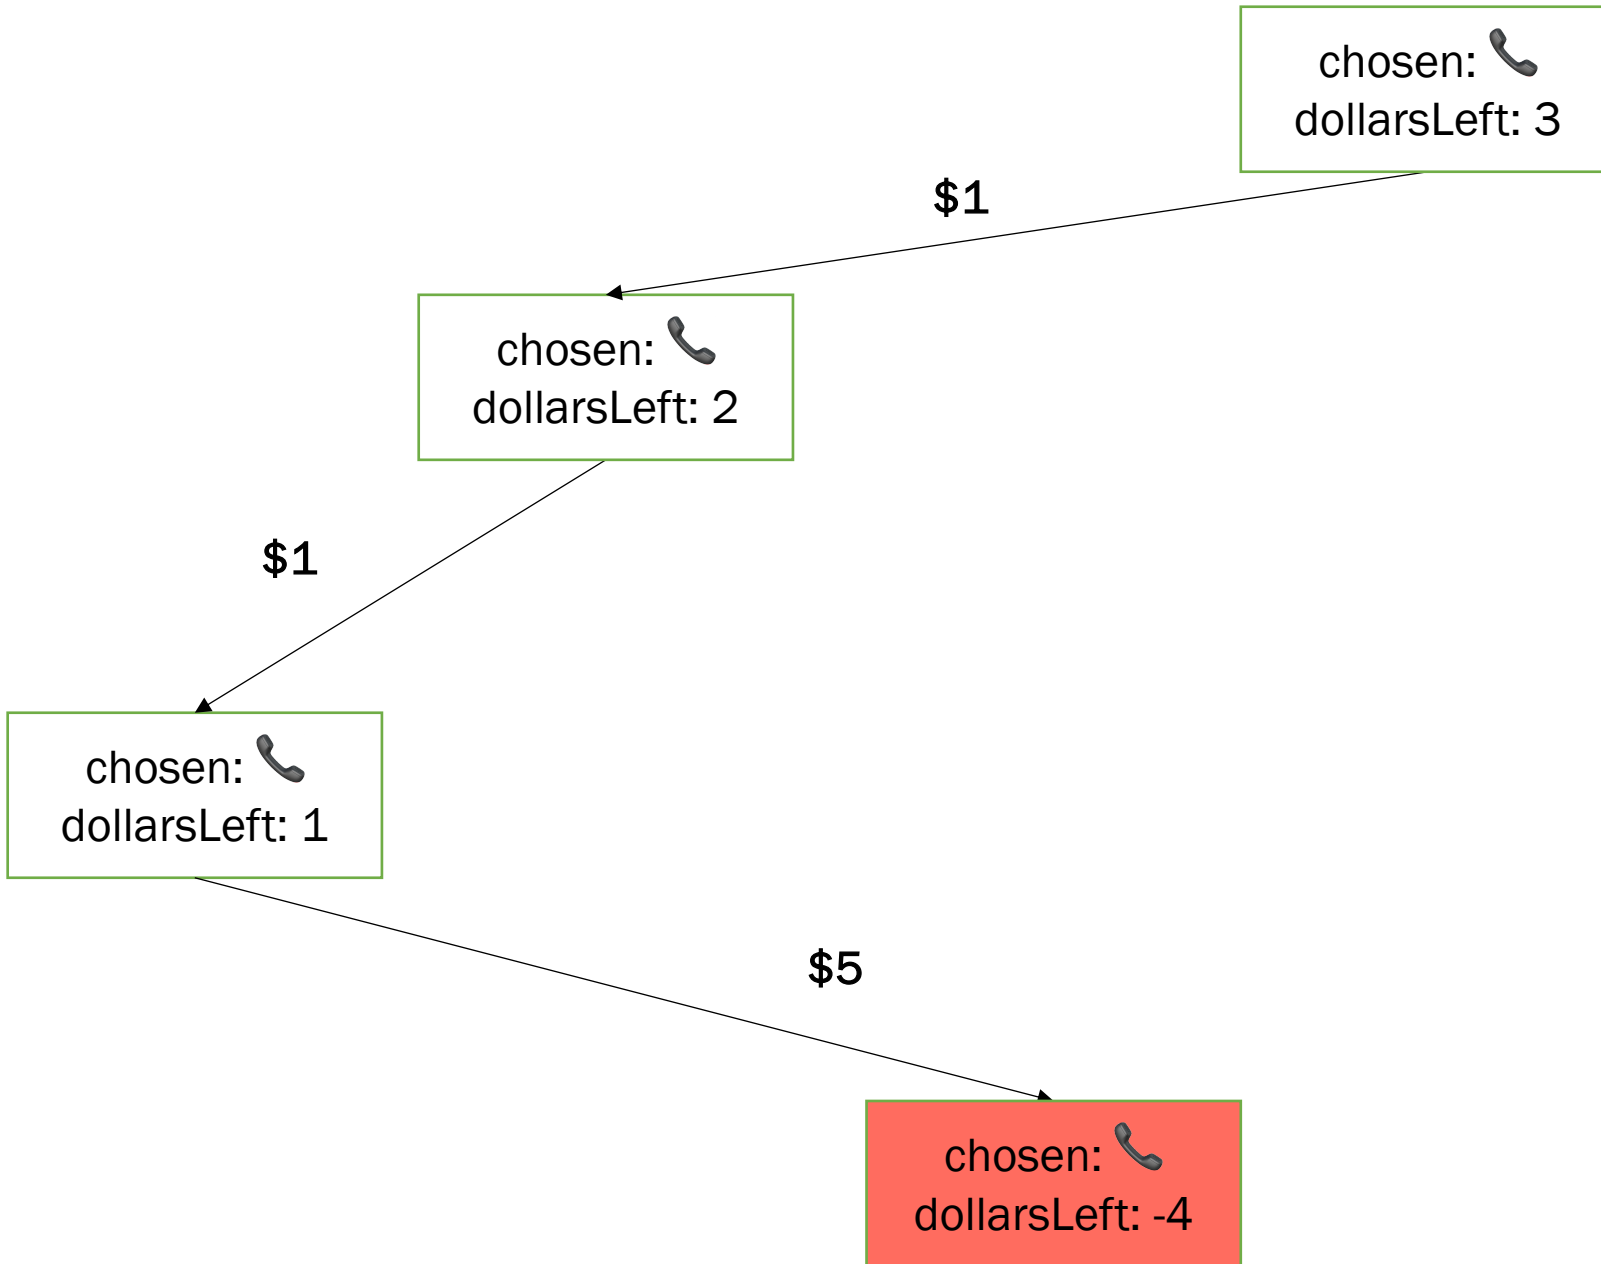 chosen: 📞
dollarsLeft: 3
$1
chosen: 📞
dollarsLeft: 2
$1
chosen: 📞
dollarsLeft: 1
$5
chosen: 📞
dollarsLeft: -4